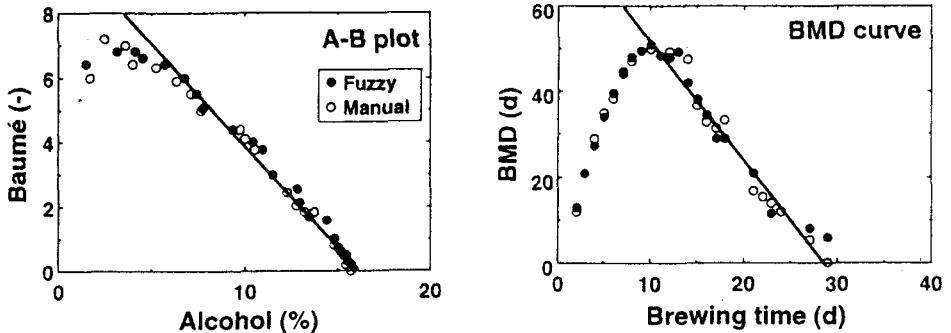 A-B plot
Fuzzy
Manual
Baumé (-)
8
6
4
2
0
0
10
20
Alcohol (%)
BMD curve
BMD (d)
60
40
20
0
0
10
20
30
40
Brewing time (d)